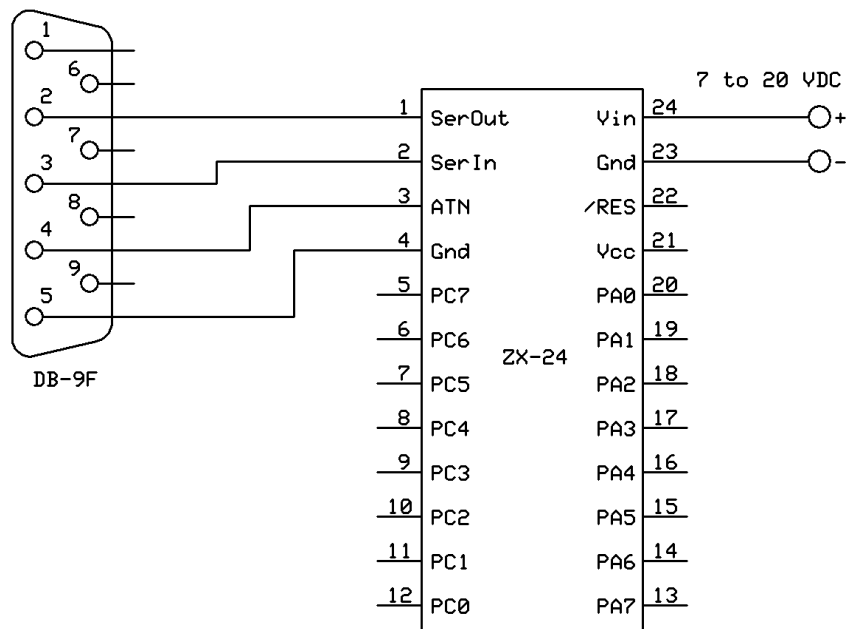 1
6
2
7
3
8
4
9
5
DB-9F
7 to 20 VDC
+
-
ZX-24
1 SerOut
2 SerIn
3 ATN
4 Gnd
5 PC7
6 PC6
7 PC5
8 PC4
9 PC3
10 PC2
11 PC1
12 PC0
Vin 24
Gnd 23
/RES 22
Vcc 21
PA0 20
PA1 19
PA2 18
PA3 17
PA4 16
PA5 15
PA6 14
PA7 13